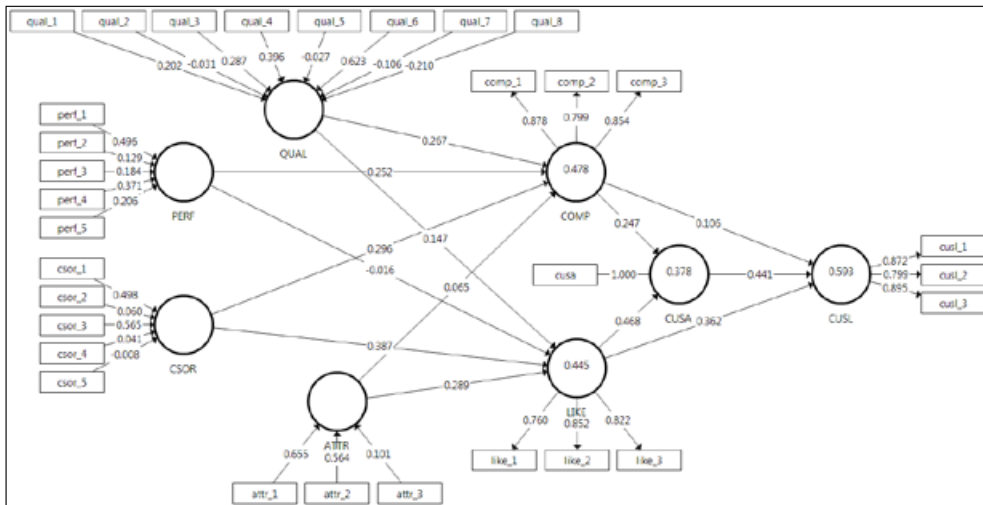 qual_1 qual_2 qual_3 qual_4 qual_5 qual_6 qual_7 qual_8
0.202 -0.031 0.287 0.396 -0.027 0.623 -0.106 -0.210
QUAL
comp_1 comp_2 comp_3
0.878 0.799 0.854
0.478
COMP
perf_1
perf_2
perf_3
perf_4
perf_5
0.496
0.129
0.184
0.371
0.206
PERF
0.267
0.252
0.147
0.296
-0.016
0.065
0.247
0.106
csor_1
csor_2
csor_3
csor_4
csor_5
0.498
0.060
0.565
0.041
-0.008
CSOR
0.387
0.289
cusa
1.000
0.378
CUSA
0.441
0.468
0.362
0.593
CUSL
0.872
0.799
0.895
cusl_1
cusl_2
cusl_3
0.445
LIKE
0.760 0.852 0.822
like_1 like_2 like_3
ATTR
0.655 0.564 0.101
attr_1 attr_2 attr_3